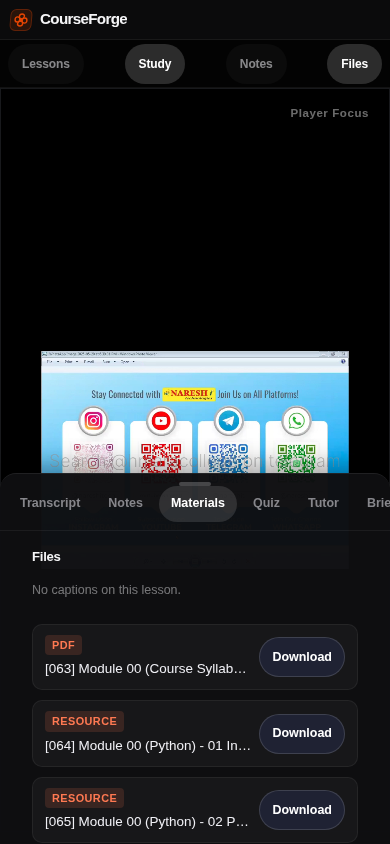 CourseForge
Lessons Study Notes Files
Player Focus
Stay Connected with NARESH i Join Us on All Platforms!
Transcript Notes Materials Quiz Tutor Brie
Files
No captions on this lesson.
PDF
[063] Module 00 (Course Syllab…
Download
RESOURCE
[064] Module 00 (Python) - 01 In…
Download
RESOURCE
[065] Module 00 (Python) - 02 P…
Download